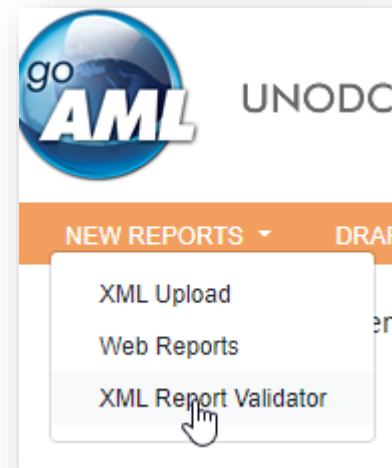 go
AML
UNODC
NEW REPORTS
XML Upload
Web Reports
XML Report Validator